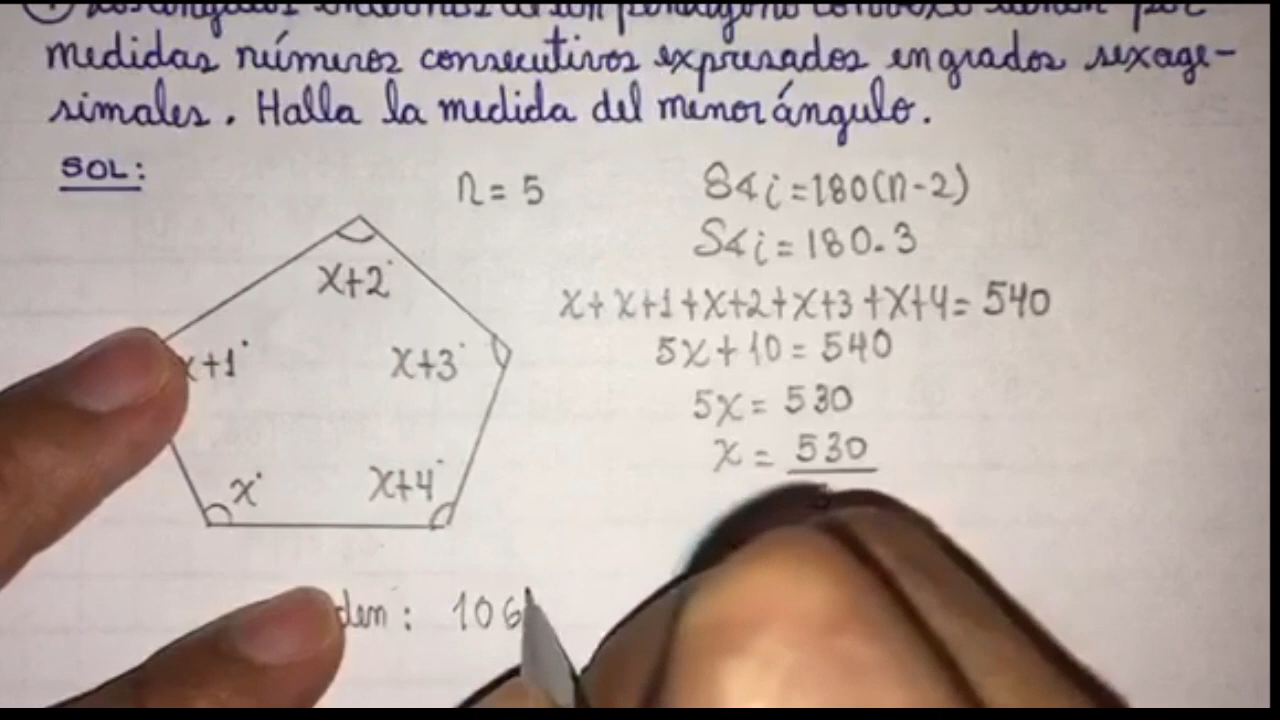 medidas números consecutivos expresados en grados sexage-
simales. Halla la medida del menor ángulo.
SOL:
n = 5
S∢i = 180(n-2)
S∢i = 180.3
x+2°
x + x+1 + x+2 + x+3 + x+4 = 540
x+1°
x+3°
5x + 10 = 540
5x = 530
x = 530
x°
x+4°
den: 106